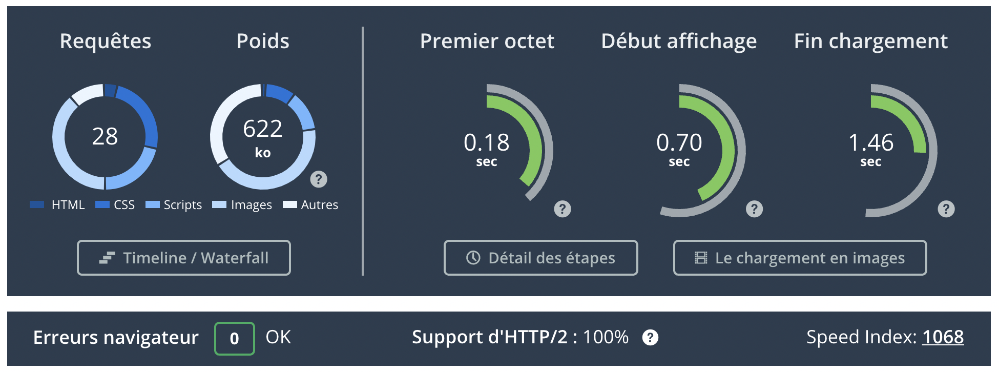 Requêtes
Poids
28
622
ko
?
HTML
CSS
Scripts
Images
Autres
Timeline / Waterfall
Premier octet
Début affichage
Fin chargement
0.18
sec
?
0.70
sec
?
1.46
sec
?
Détail des étapes
Le chargement en images
Erreurs navigateur 0 OK
Support d'HTTP/2 : 100% ?
Speed Index: 1068